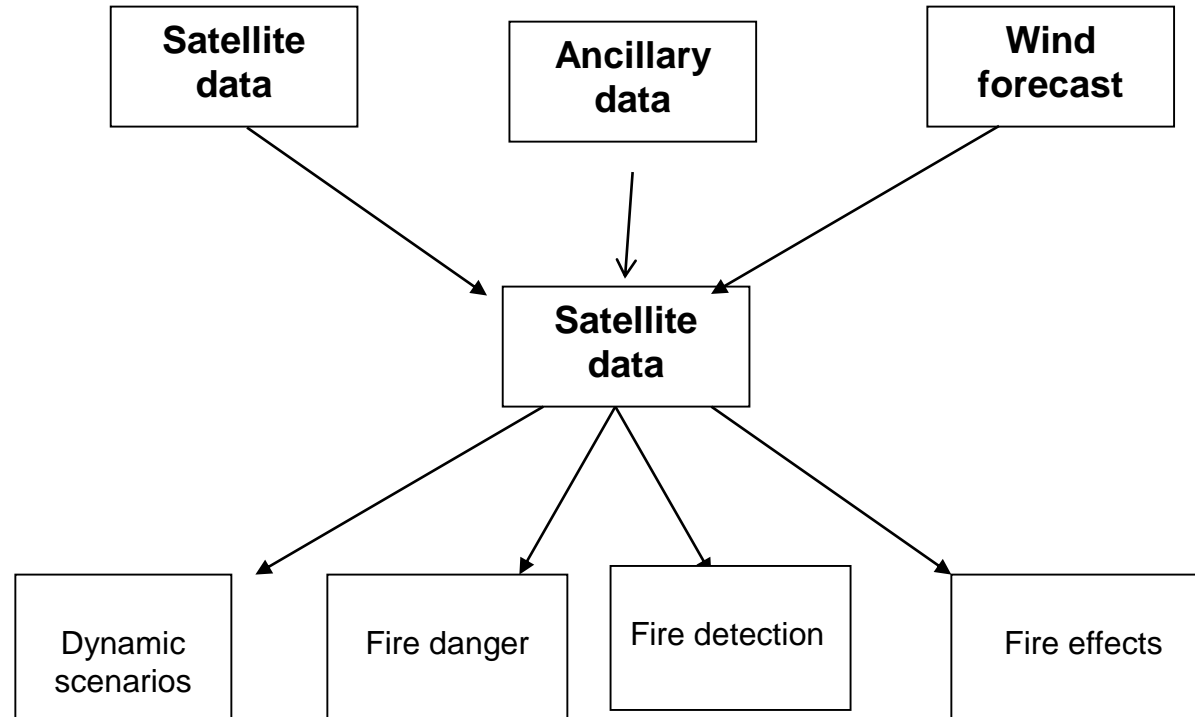 Satellite
data
Ancillary
data
Wind
forecast
Satellite
data
Dynamic
scenarios
Fire danger
Fire detection
Fire effects